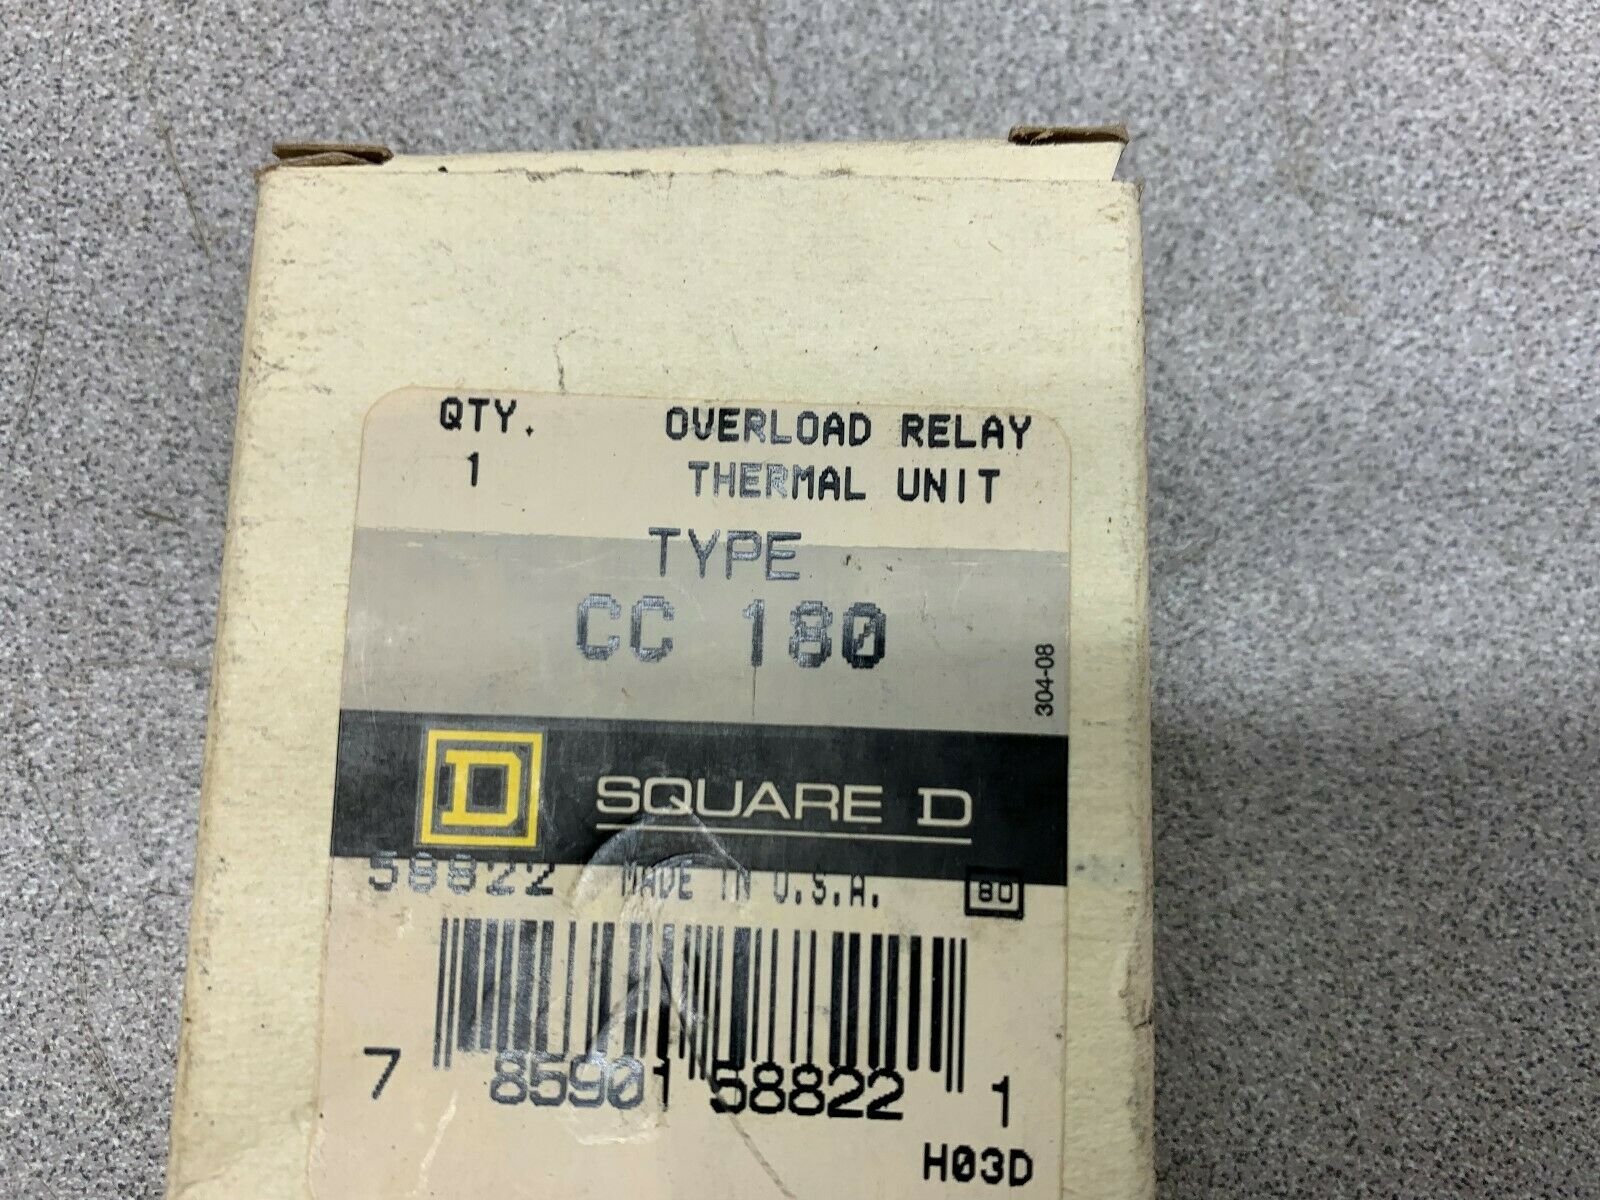 QTY. OVERLOAD RELAY
1 THERMAL UNIT
TYPE
CC 180
304-08
D SQUARE D
58822 MADE IN U.S.A. 80
7 85901 58822 1
H03D